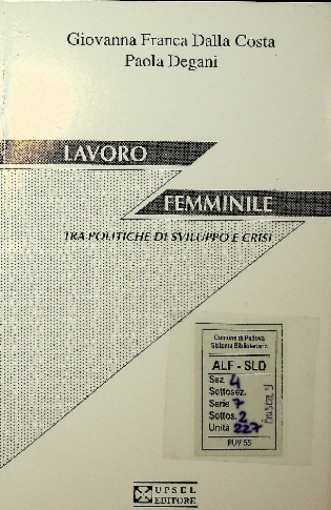 Giovanna Franca Dalla Costa
Paola Degani
LAVORO
FEMMINILE
TRA POLITICHE DI SVILUPPO E CRISI
Comune di Padova
Sistema Bibliotecario
ALF - SLD
Sez. 4
Sottosez.
Serie 7
Sottos. 2
Unità 227
PUV 55
UPSEL
EDITORE